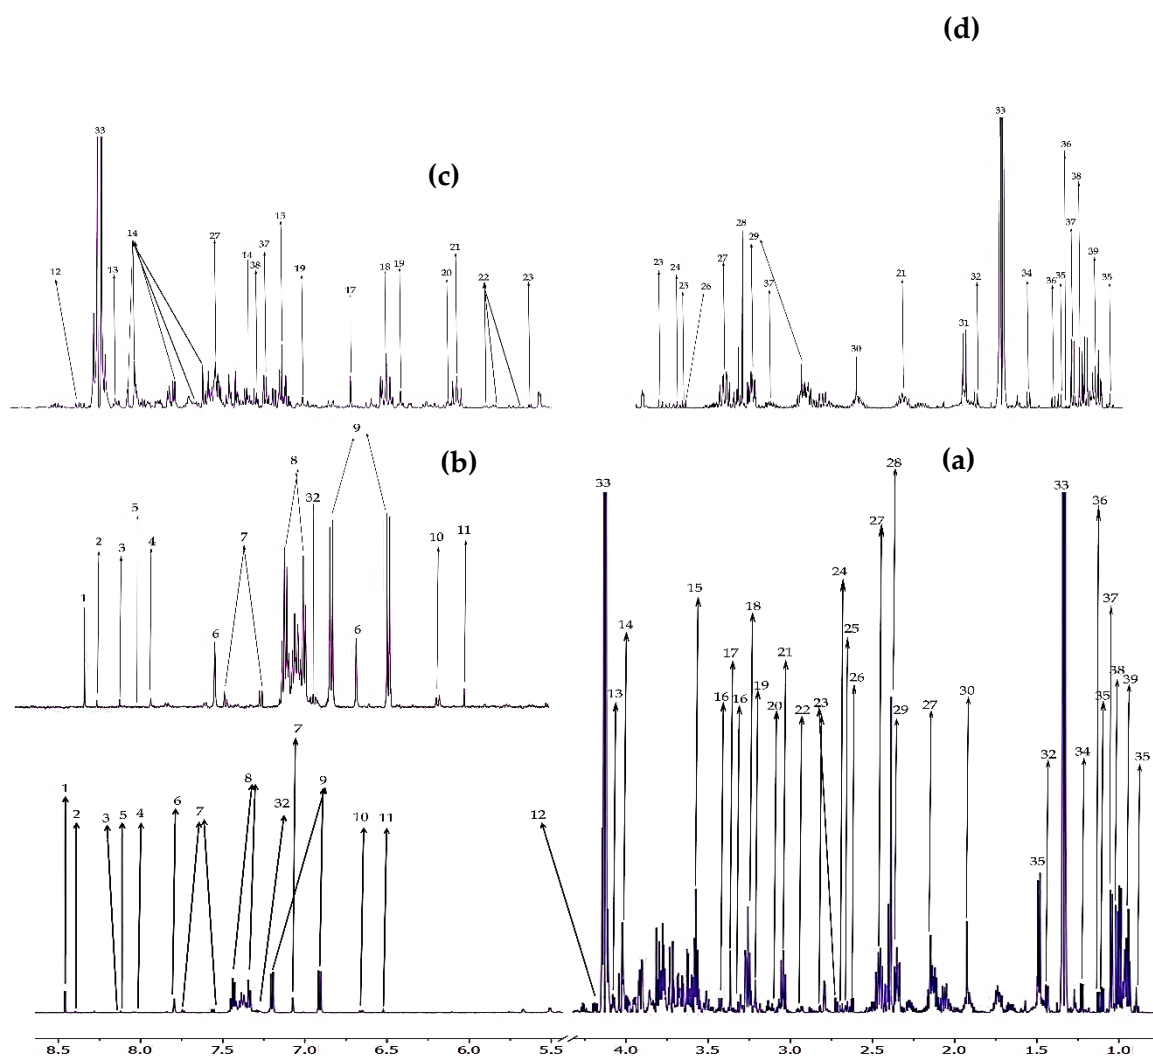 (c)
12 33 13 14 27 14 38 37 15 19 17 18 19 20 21 22 23
(d)
23 24 23 26 27 28 29 37 30 21 31 32 33 34 36 35 36 37 38 39 35
(b)
1 2 3 5 4 6 7 8 32 9 6 10 11
(a)
1 2 3 5 4 6 7 8 32 7 9 10 11 12
33 13 14 15 16 17 16 18 19 20 21 22 23 24 25 26 27 28 29 27 30 35 32 33 34 36 35 37 38 39 35
8.5 8.0 7.5 7.0 6.5 6.0 5.5 4.0 3.5 3.0 2.5 2.0 1.5 1.0